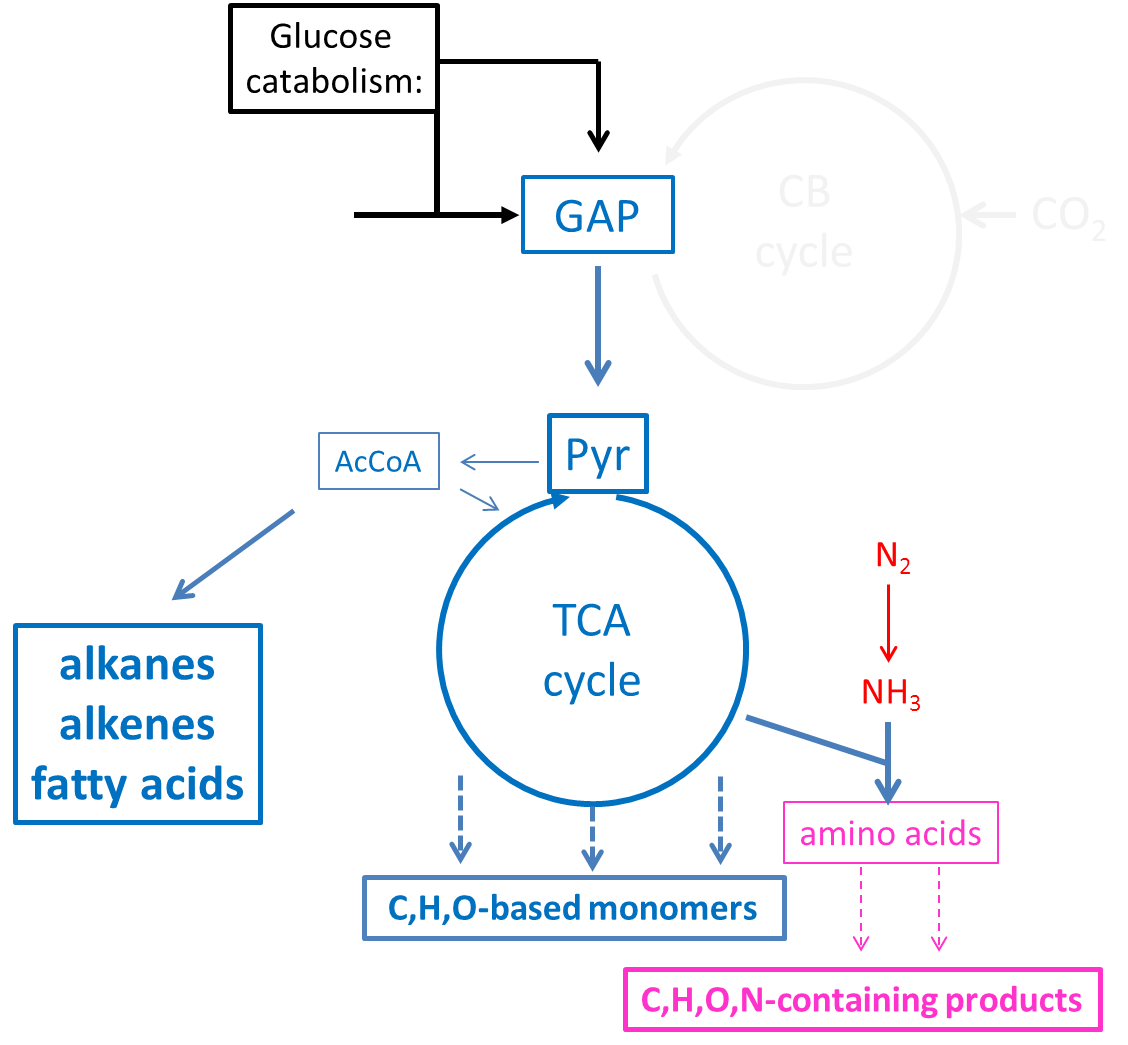 Glucose
catabolism:
GAP
CB
cycle
CO₂
Pyr
AcCoA
TCA
cycle
N₂
NH₃
alkanes
alkenes
fatty acids
amino acids
C,H,O-based monomers
C,H,O,N-containing products